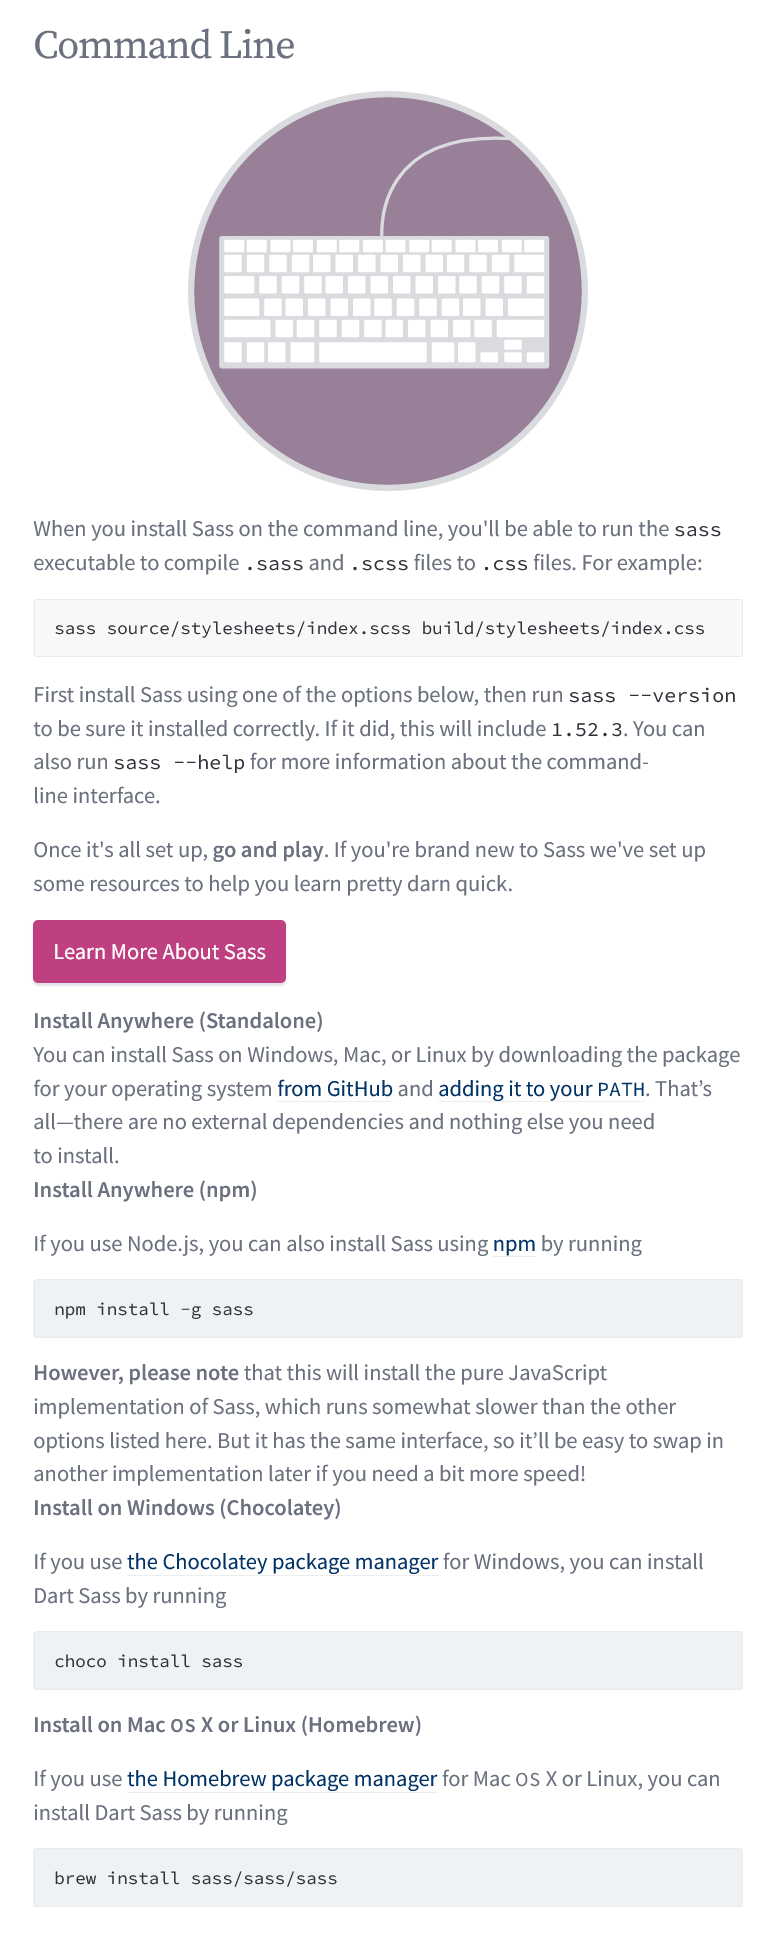 Command Line
When you install Sass on the command line, you'll be able to run the sass
executable to compile .sass and .scss files to .css files. For example:
sass source/stylesheets/index.scss build/stylesheets/index.css
First install Sass using one of the options below, then run sass --version
to be sure it installed correctly. If it did, this will include 1.52.3. You can
also run sass --help for more information about the command-
line interface.
Once it's all set up, go and play. If you're brand new to Sass we've set up
some resources to help you learn pretty darn quick.
Learn More About Sass
Install Anywhere (Standalone)
You can install Sass on Windows, Mac, or Linux by downloading the package
for your operating system from GitHub and adding it to your PATH. That’s
all—there are no external dependencies and nothing else you need
to install.
Install Anywhere (npm)
If you use Node.js, you can also install Sass using npm by running
npm install -g sass
However, please note that this will install the pure JavaScript
implementation of Sass, which runs somewhat slower than the other
options listed here. But it has the same interface, so it’ll be easy to swap in
another implementation later if you need a bit more speed!
Install on Windows (Chocolatey)
If you use the Chocolatey package manager for Windows, you can install
Dart Sass by running
choco install sass
Install on Mac OS X or Linux (Homebrew)
If you use the Homebrew package manager for Mac OS X or Linux, you can
install Dart Sass by running
brew install sass/sass/sass